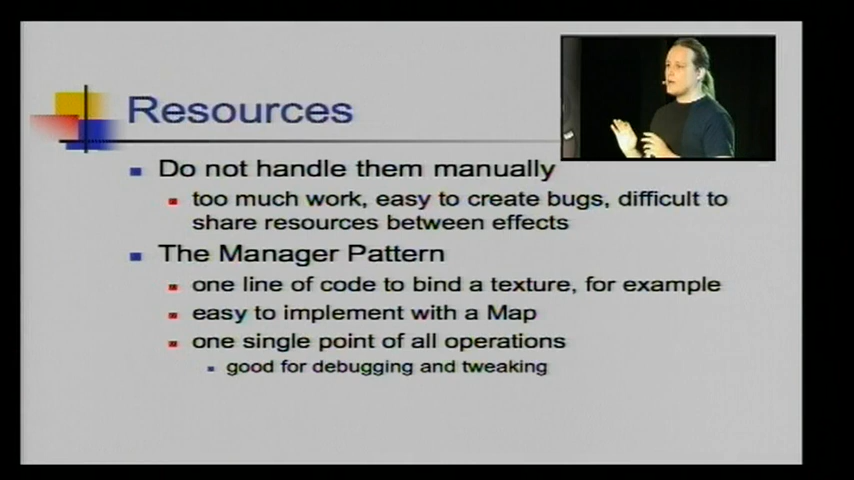 Resources
Do not handle them manually
too much work, easy to create bugs, difficult to
share resources between effects
The Manager Pattern
one line of code to bind a texture, for example
easy to implement with a Map
one single point of all operations
good for debugging and tweaking